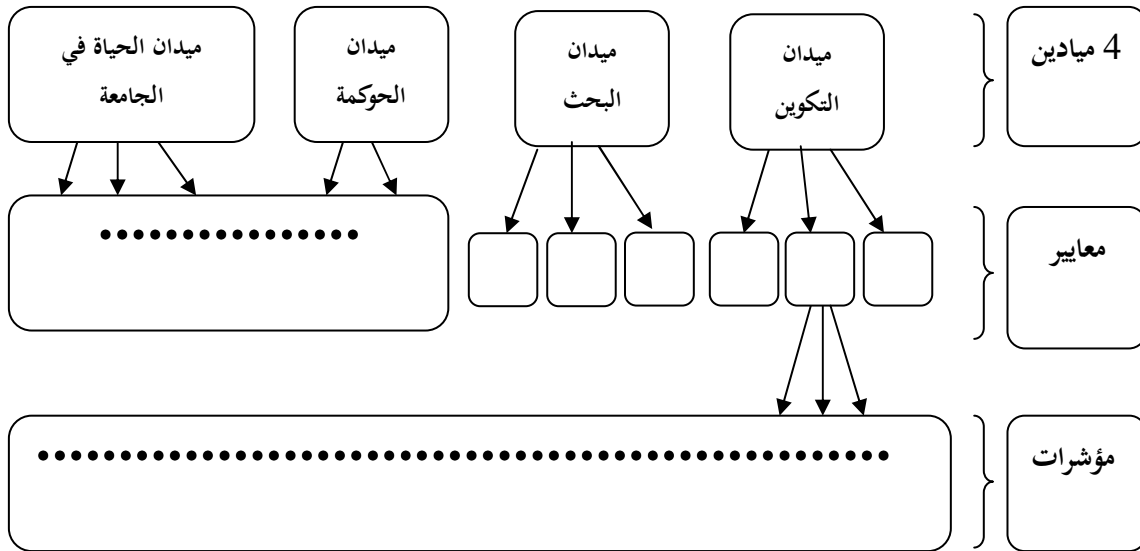 4 ميادين
ميدان
التكوين
ميدان
البحث
ميدان
الحوكمة
ميدان الحياة في
الجامعة
معايير
................
مؤشرات
....................................................